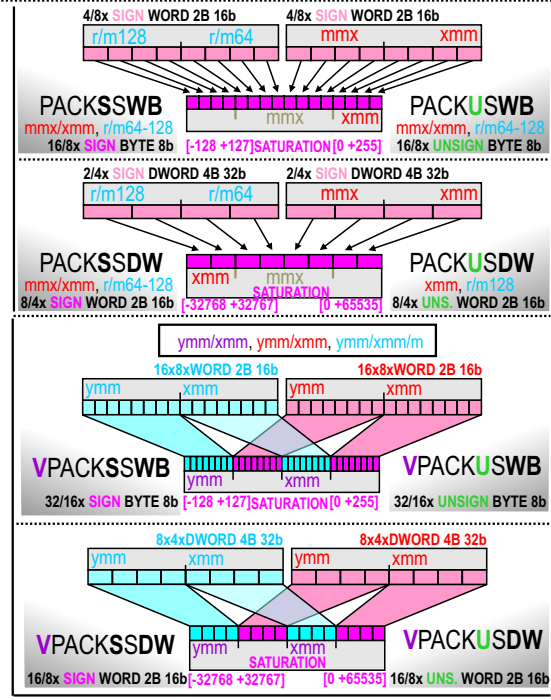 4/8x SIGN WORD 2B 16b 4/8x SIGN WORD 2B 16b
r/m128 r/m64 mmx xmm
PACKSSWB mmx PACKUSWB
mmx/xmm, r/m64-128 xmm mmx/xmm, r/m64-128
16/8x SIGN BYTE 8b [-128 +127]SATURATION[0 +255] 16/8x UNSIGN BYTE 8b
2/4x SIGN DWORD 4B 32b 2/4x SIGN DWORD 4B 32b
r/m128 r/m64 mmx xmm
PACKSSDW xmm mmx PACKUSDW
mmx/xmm, r/m64-128 SATURATION xmm, r/m128
8/4x SIGN WORD 2B 16b [-32768 +32767] [0 +65535] 8/4x UNS. WORD 2B 16b
ymm/xmm, ymm/xmm, ymm/xmm/m
16x8xWORD 2B 16b 16x8xWORD 2B 16b
ymm xmm ymm xmm
VPACKSSWB ymm xmm VPACKUSWB
32/16x SIGN BYTE 8b [-128 +127]SATURATION[0 +255] 32/16x UNSIGN BYTE 8b
8x4xDWORD 4B 32b 8x4xDWORD 4B 32b
ymm xmm ymm xmm
VPACKSSDW ymm xmm VPACKUSDW
SATURATION
16/8x SIGN WORD 2B 16b [-32768 +32767] [0 +65535] 16/8x UNS. WORD 2B 16b